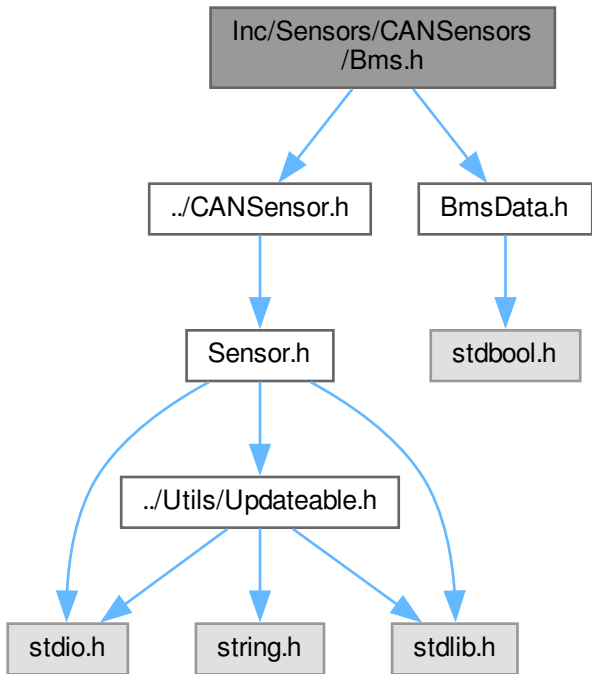 Inc/Sensors/CANSensors
/Bms.h
../CANSensor.h
BmsData.h
Sensor.h
stdbool.h
../Utils/Updateable.h
stdio.h
string.h
stdlib.h